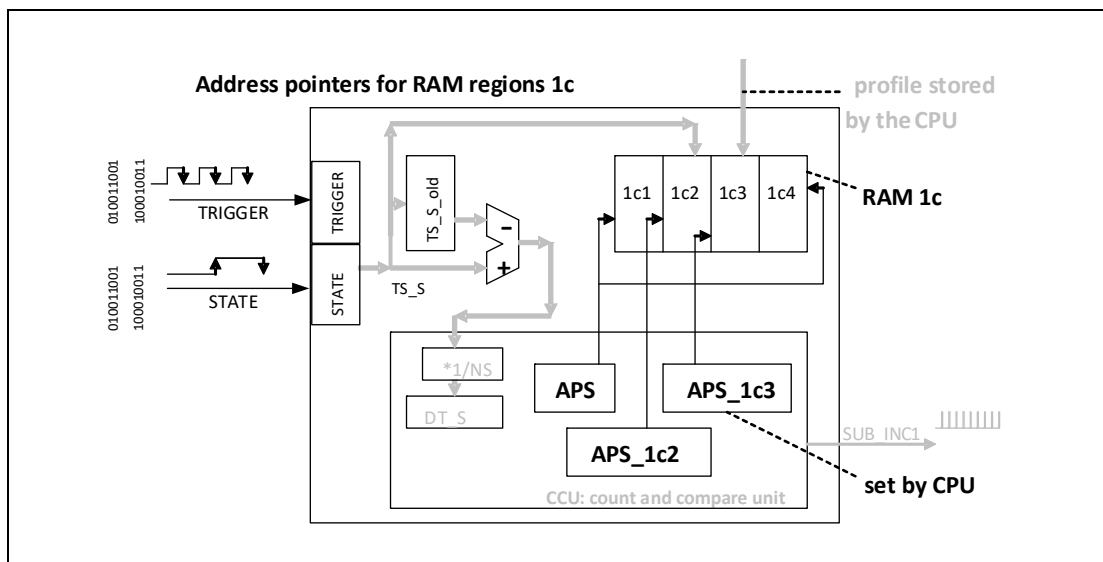 Address pointers for RAM regions 1c
profile stored
by the CPU
010011001
100010011
TRIGGER
TRIGGER
TS_S_old
-
+
1c1
1c2
1c3
1c4
RAM 1c
010011001
100010011
STATE
STATE
TS_S
*1/NS
DT_S
APS
APS_1c3
APS_1c2
SUB_INC1
set by CPU
CCU: count and compare unit